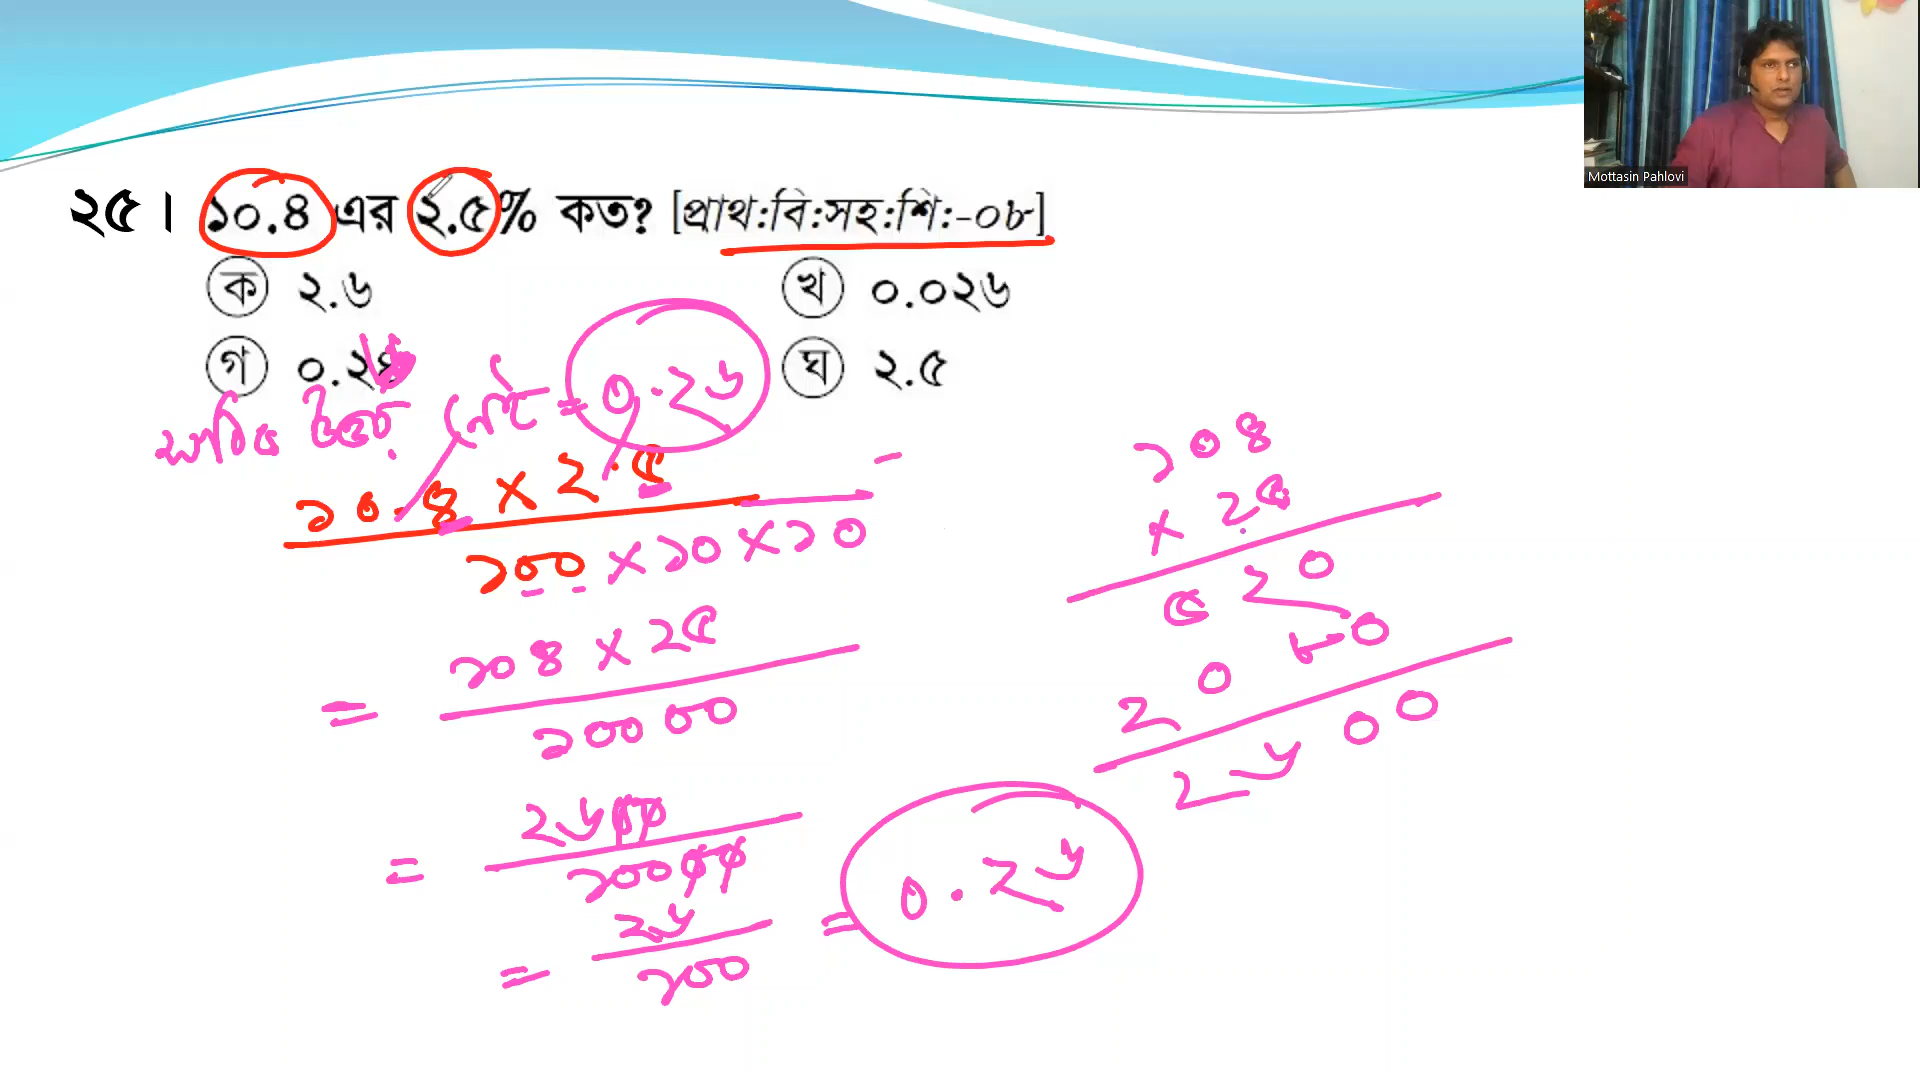 ২৫। ১০.৪ এর ২.৫% কত? [প্রাথ:বি:সহ:শি:-০৮]
ক ২.৬
খ ০.০২৬
গ ০.২৬
ঘ ২.৫
সঠিক উত্তর নেই = ০.২৬
১০.৪ × ২.৫
১০০ × ১০ × ১০
= ১০৪ × ২৫
১০০০০
= ২৬০০
১০০০০
= ২৬
১০০
= ০.২৬
১০৪
× ২৫
৫২০
২০৮০
২৬০০
Mottasin Pahlovi